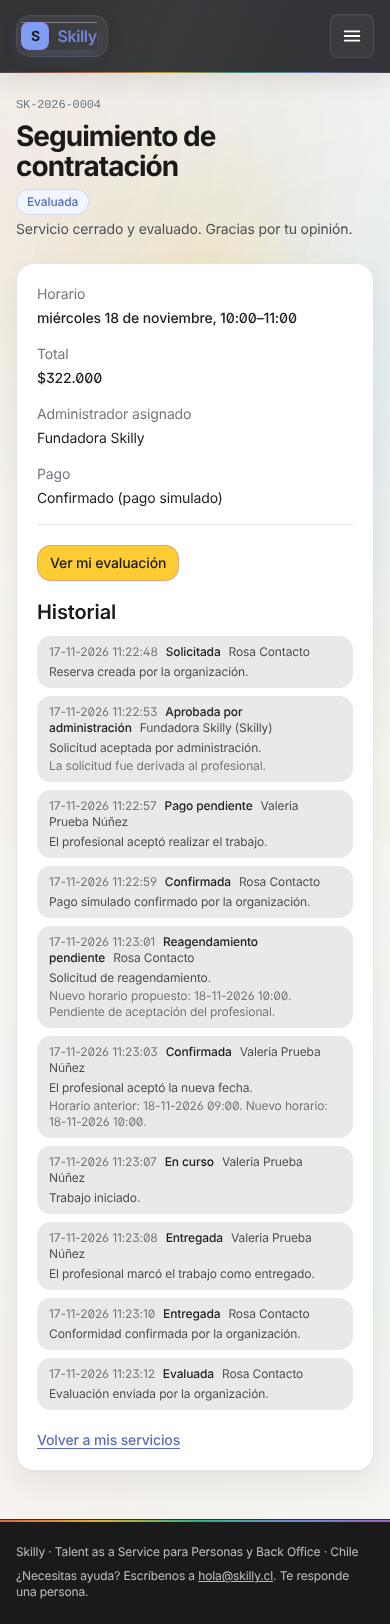 S Skilly
SK-2026-0004
Seguimiento de
contratación
Evaluada
Servicio cerrado y evaluado. Gracias por tu opinión.
Horario
miércoles 18 de noviembre, 10:00–11:00
Total
$322.000
Administrador asignado
Fundadora Skilly
Pago
Confirmado (pago simulado)
Ver mi evaluación
Historial
17-11-2026 11:22:48 Solicitada Rosa Contacto
Reserva creada por la organización.
17-11-2026 11:22:53 Aprobada por
administración Fundadora Skilly (Skilly)
Solicitud aceptada por administración.
La solicitud fue derivada al profesional.
17-11-2026 11:22:57 Pago pendiente Valeria
Prueba Núñez
El profesional aceptó realizar el trabajo.
17-11-2026 11:22:59 Confirmada Rosa Contacto
Pago simulado confirmado por la organización.
17-11-2026 11:23:01 Reagendamiento
pendiente Rosa Contacto
Solicitud de reagendamiento.
Nuevo horario propuesto: 18-11-2026 10:00.
Pendiente de aceptación del profesional.
17-11-2026 11:23:03 Confirmada Valeria Prueba
Núñez
El profesional aceptó la nueva fecha.
Horario anterior: 18-11-2026 09:00. Nuevo horario:
18-11-2026 10:00.
17-11-2026 11:23:07 En curso Valeria Prueba
Núñez
Trabajo iniciado.
17-11-2026 11:23:08 Entregada Valeria Prueba
Núñez
El profesional marcó el trabajo como entregado.
17-11-2026 11:23:10 Entregada Rosa Contacto
Conformidad confirmada por la organización.
17-11-2026 11:23:12 Evaluada Rosa Contacto
Evaluación enviada por la organización.
Volver a mis servicios
Skilly · Talent as a Service para Personas y Back Office · Chile
¿Necesitas ayuda? Escríbenos a hola@skilly.cl. Te responde
una persona.